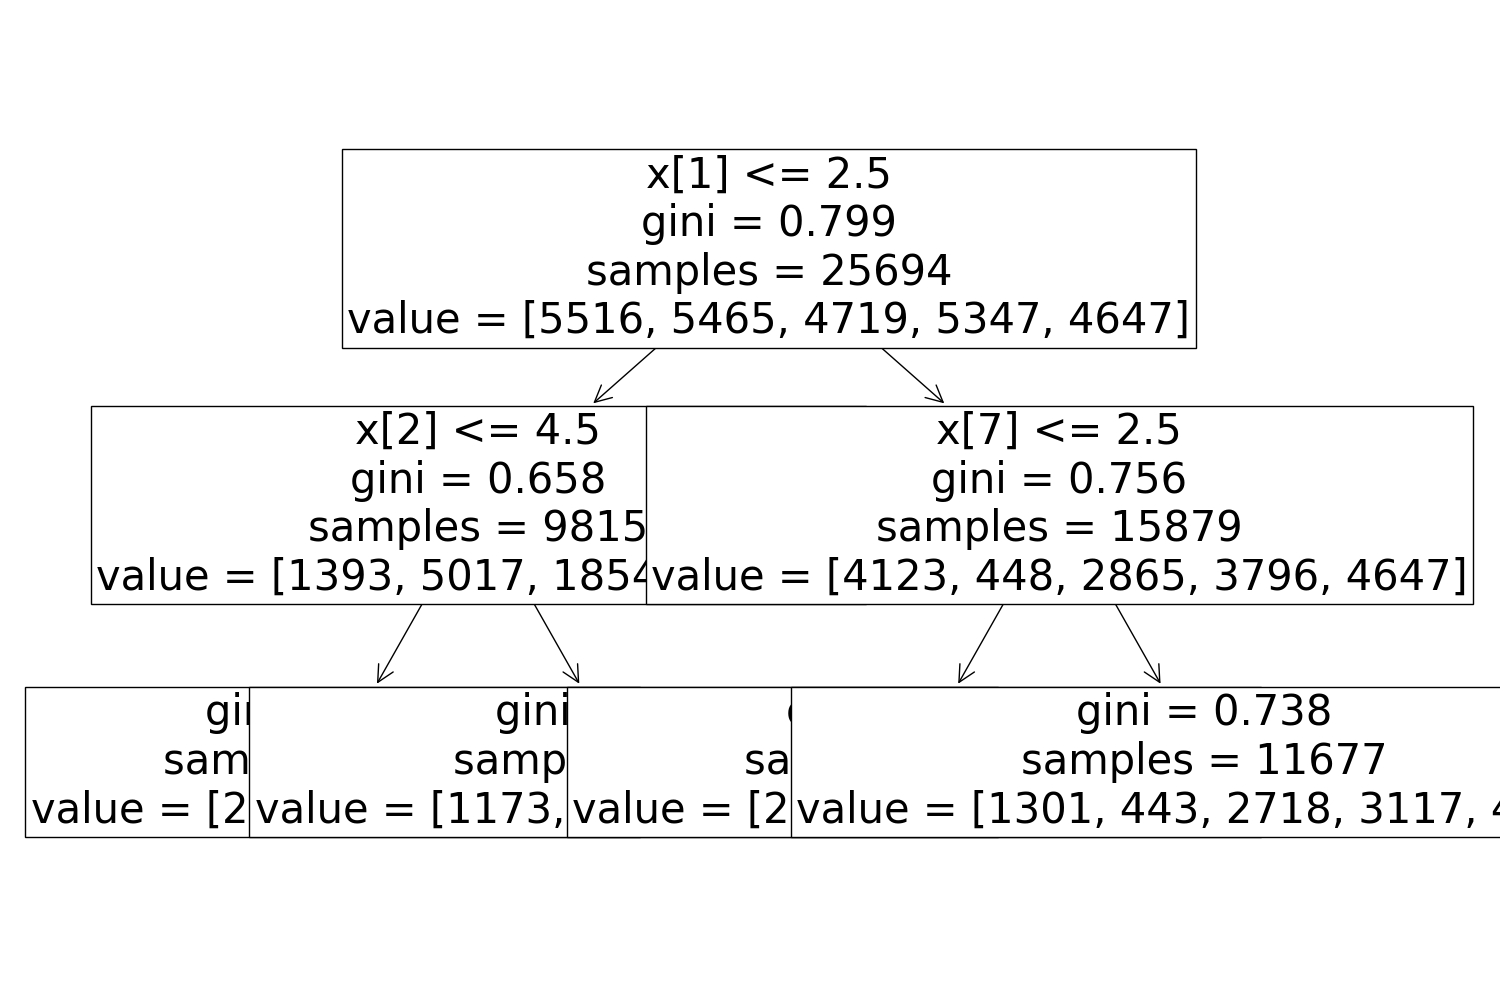 x[1] <= 2.5
gini = 0.799
samples = 25694
value = [5516, 5465, 4719, 5347, 4647]
x[2] <= 4.5
gini = 0.658
samples = 9815
value = [1393, 5017, 1854
x[7] <= 2.5
gini = 0.756
samples = 15879
value = [4123, 448, 2865, 3796, 4647]
gini
sam
value = [2
gini
samp
value = [1173,
sa
value = [2
gini = 0.738
samples = 11677
value = [1301, 443, 2718, 3117, 4